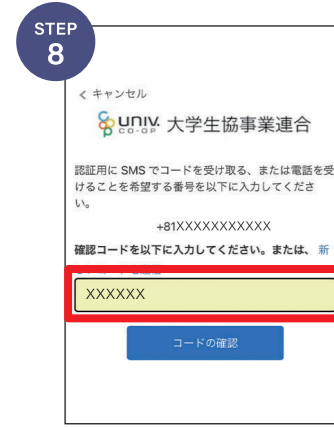 STEP
8
< キャンセル
univ.
CO-OP
大学生協事業連合
認証用に SMS でコードを受け取る、または電話を受
けることを希望する番号を以下に入力してくださ
い。
+81XXXXXXXXXXX
確認コードを以下に入力してください。または、 新
XXXXXX
コードの確認